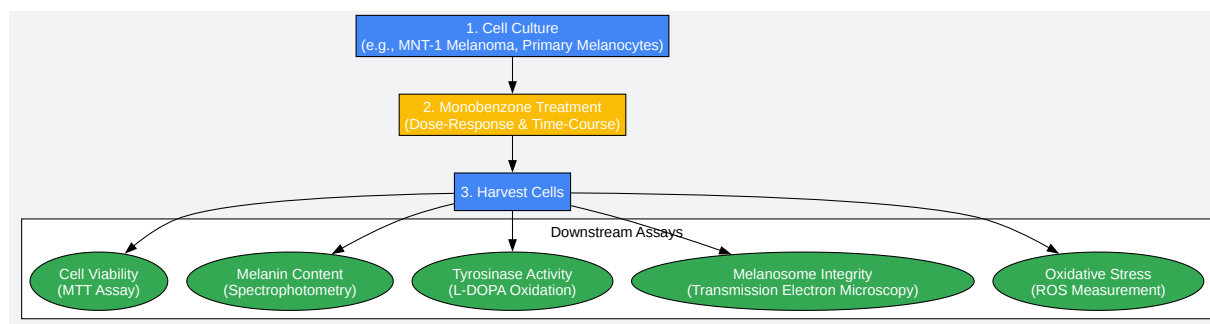 1. Cell Culture
(e.g., MNT-1 Melanoma, Primary Melanocytes)
2. Monobenzone Treatment
(Dose-Response & Time-Course)
3. Harvest Cells
Downstream Assays
Cell Viability
(MTT Assay)
Melanin Content
(Spectrophotometry)
Tyrosinase Activity
(L-DOPA Oxidation)
Melanosome Integrity
(Transmission Electron Microscopy)
Oxidative Stress
(ROS Measurement)